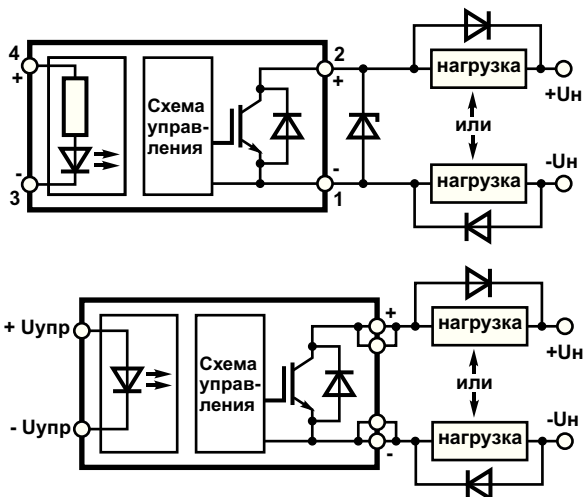 4
+
-
3
Схема
управ-
ления
2
+
-
1
нагрузка
+Uн
или
-Uн
нагрузка
+ Uупр
- Uупр
Схема
управ-
ления
+
-
нагрузка
+Uн
или
-Uн
нагрузка